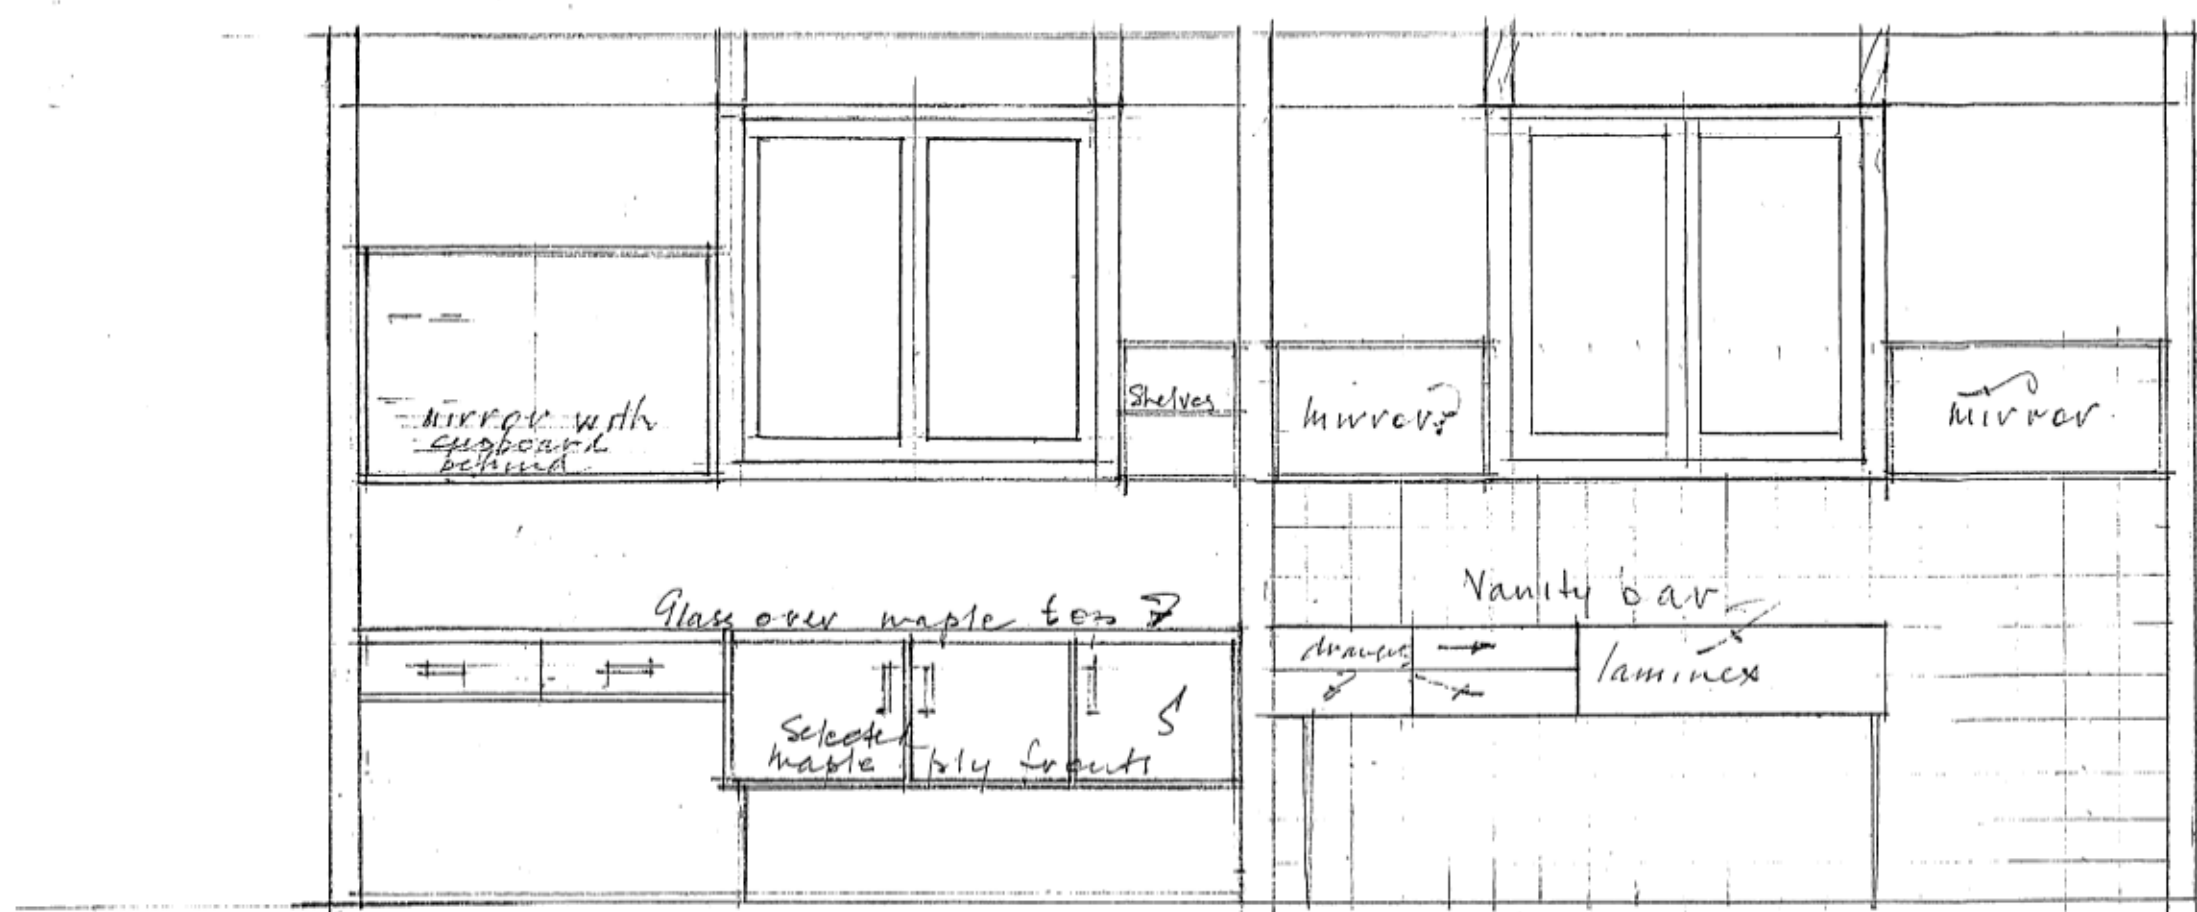 Shelves
Mirror with
cupboard
behind
mirror?
mirror
Glass over maple top ?
Vanity bar
drawers
laminex
Selected
maple ply fronts
S